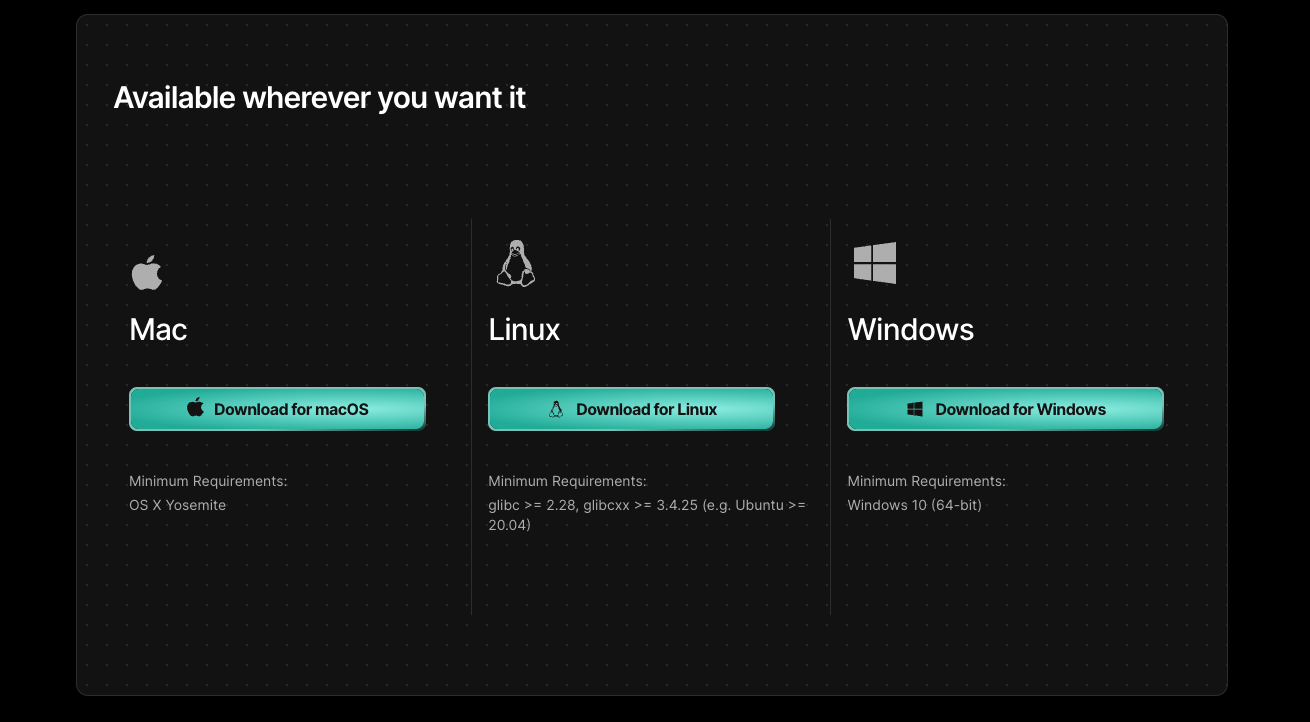 Available wherever you want it
Mac
Download for macOS
Minimum Requirements:
OS X Yosemite
Linux
Download for Linux
Minimum Requirements:
glibc >= 2.28, glibcxx >= 3.4.25 (e.g. Ubuntu >=
20.04)
Windows
Download for Windows
Minimum Requirements:
Windows 10 (64-bit)